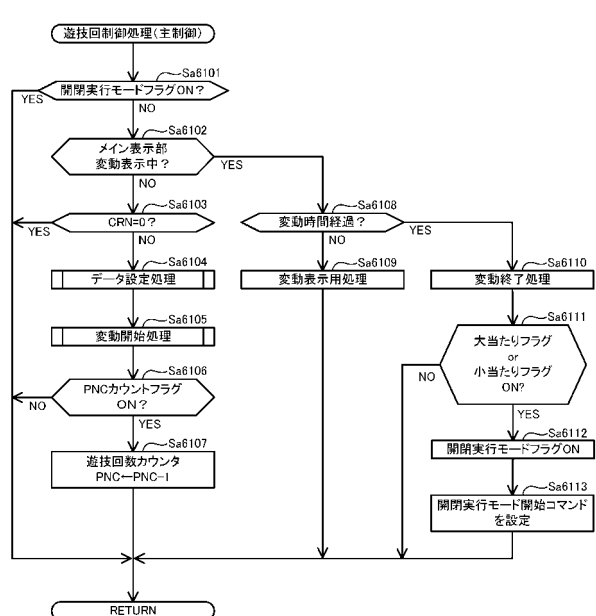 遊技回制御処理(主制御)
Sa6101
開閉実行モードフラグON?
YES
NO
Sa6102
メイン表示部
変動表示中?
YES
NO
Sa6103
CRN=0?
YES
NO
Sa6104
データ設定処理
Sa6105
変動開始処理
Sa6106
PNCカウントフラグ
ON?
NO
YES
Sa6107
遊技回数カウンタ
PNC←PNC-1
Sa6108
変動時間経過?
YES
NO
Sa6109
変動表示用処理
Sa6110
変動終了処理
Sa6111
大当たりフラグ
or
小当たりフラグ
ON?
NO
YES
Sa6112
開閉実行モードフラグON
Sa6113
開閉実行モード開始コマンド
を設定
RETURN